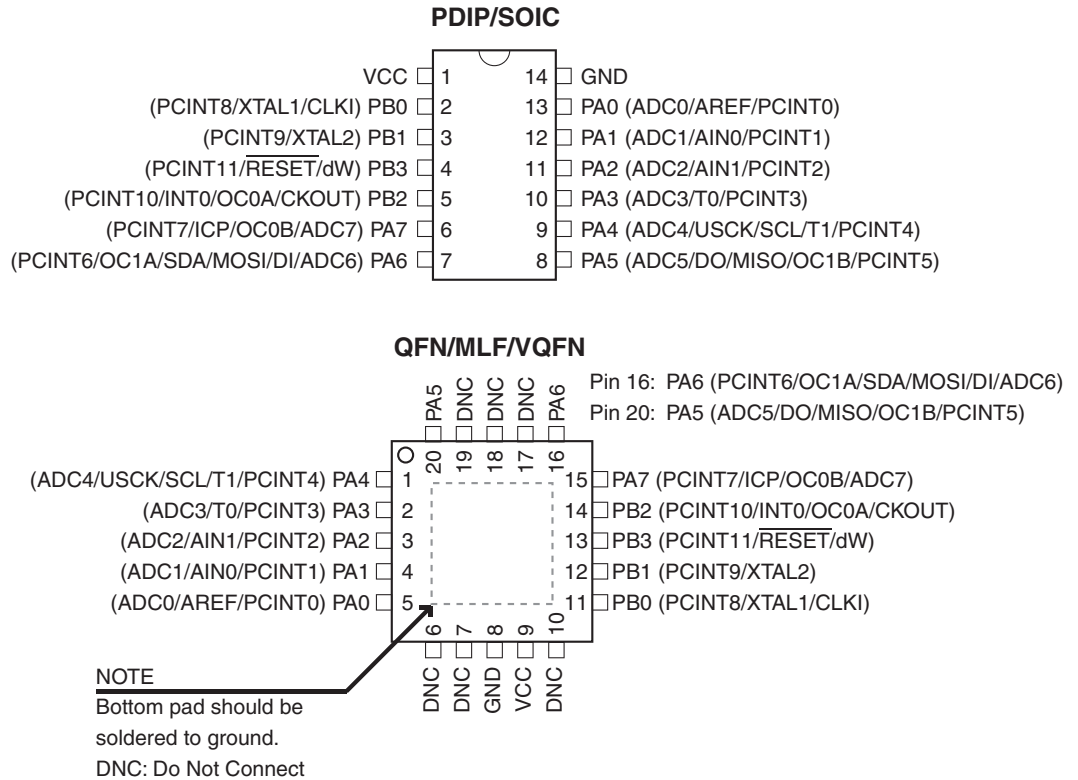 PDIP/SOIC
VCC 1 14 GND
(PCINT8/XTAL1/CLKI) PB0 2 13 PA0 (ADC0/AREF/PCINT0)
(PCINT9/XTAL2) PB1 3 12 PA1 (ADC1/AIN0/PCINT1)
(PCINT11/RESET/dW) PB3 4 11 PA2 (ADC2/AIN1/PCINT2)
(PCINT10/INT0/OC0A/CKOUT) PB2 5 10 PA3 (ADC3/T0/PCINT3)
(PCINT7/ICP/OC0B/ADC7) PA7 6 9 PA4 (ADC4/USCK/SCL/T1/PCINT4)
(PCINT6/OC1A/SDA/MOSI/DI/ADC6) PA6 7 8 PA5 (ADC5/DO/MISO/OC1B/PCINT5)
QFN/MLF/VQFN
Pin 16: PA6 (PCINT6/OC1A/SDA/MOSI/DI/ADC6)
Pin 20: PA5 (ADC5/DO/MISO/OC1B/PCINT5)
PA5 DNC DNC DNC PA6
20 19 18 17 16
(ADC4/USCK/SCL/T1/PCINT4) PA4 1 15 PA7 (PCINT7/ICP/OC0B/ADC7)
(ADC3/T0/PCINT3) PA3 2 14 PB2 (PCINT10/INT0/OC0A/CKOUT)
(ADC2/AIN1/PCINT2) PA2 3 13 PB3 (PCINT11/RESET/dW)
(ADC1/AIN0/PCINT1) PA1 4 12 PB1 (PCINT9/XTAL2)
(ADC0/AREF/PCINT0) PA0 5 11 PB0 (PCINT8/XTAL1/CLKI)
6 7 8 9 10
DNC DNC GND VCC DNC
NOTE
Bottom pad should be
soldered to ground.
DNC: Do Not Connect